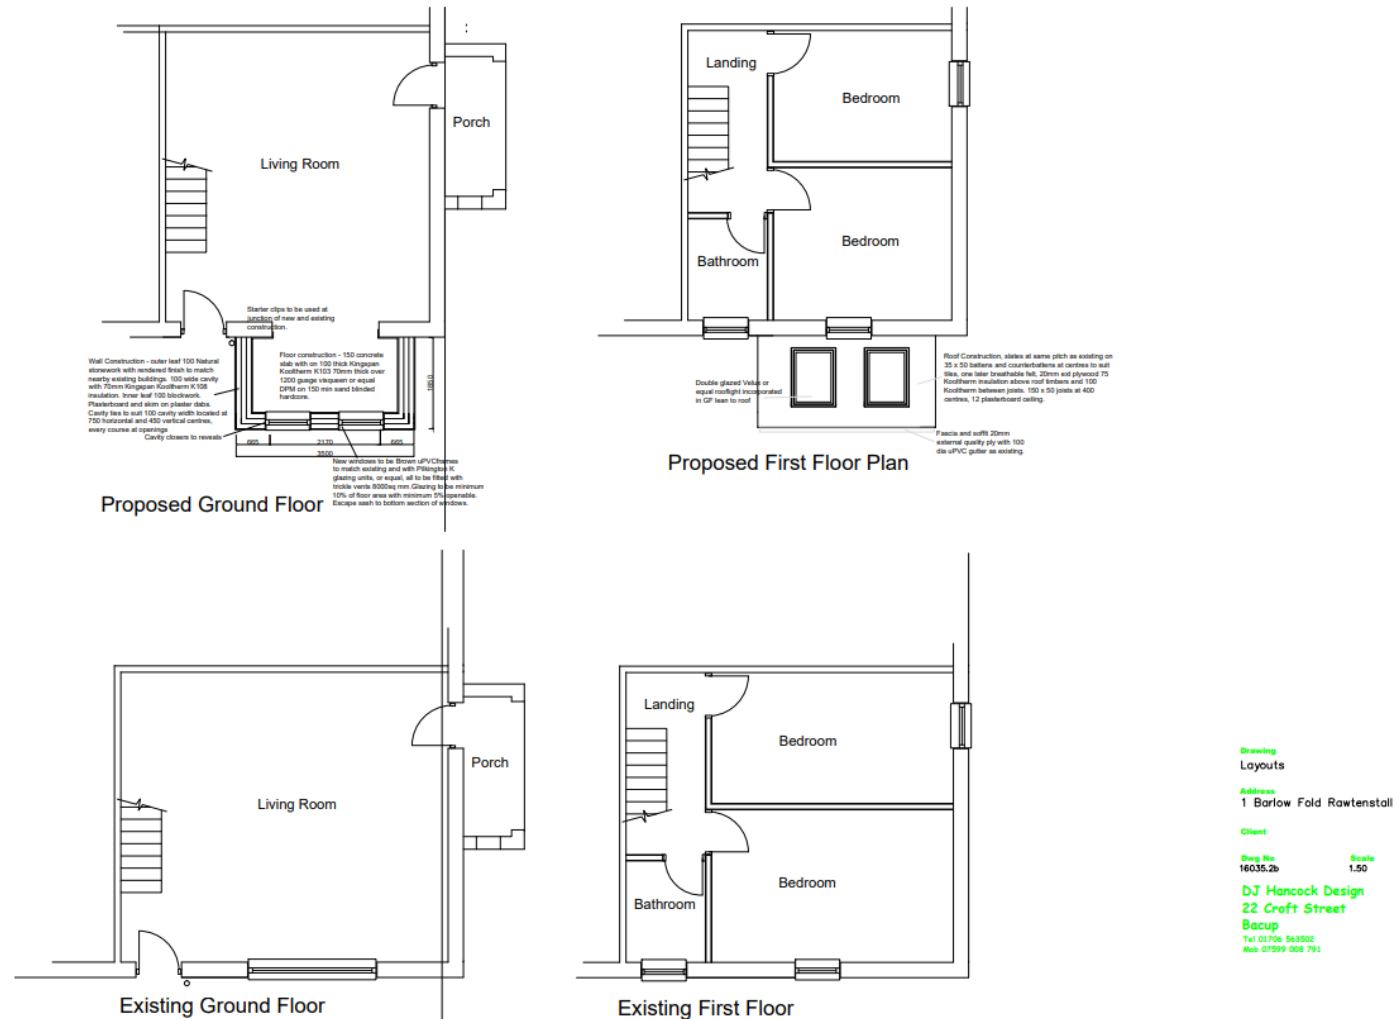 Living Room
Porch
Starter clips to be used at
junction of new and existing
construction.
Wall Construction - outer leaf 100 Natural
stonework with rendered finish to match
nearby existing buildings. 100 wide cavity
with 70mm Kingspan Kooltherm K108
insulation. Inner leaf 100 blockwork.
Plasterboard and skim on plaster dabs.
Cavity ties to suit 100 cavity width located at
750 horizontal and 450 vertical centres,
every course at openings
Cavity closers to reveals
Floor construction - 150 concrete
slab with on 100 thick Kingspan
Kooltherm K103 70mm thick over
1200 guage visqueen or equal
DPM on 150 min sand blinded
hardcore.
1850
665
2170
665
3500
New windows to be Brown uPVCframes
to match existing and with Pilkington K
glazing units, or equal, all to be fitted with
trickle vents 8000sq mm.Glazing to be minimum
10% of floor area with minimum 5% openable.
Escape sash to bottom section of windows.
Proposed Ground Floor
Landing
Bedroom
Bedroom
Bathroom
Double glazed Velux or
equal rooflight incorporated
in GF lean to roof
Roof Construction, slates at same pitch as existing on
35 x 50 battens and counterbattens at centres to suit
tiles, one later breathable felt, 20mm ext plywood 75
Kooltherm insulation above roof timbers and 100
Kooltherm between joists. 150 x 50 joists at 400
centres, 12 plasterboard ceiling.
Fascia and soffit 20mm
external quality ply with 100
dia uPVC gutter as existing.
Proposed First Floor Plan
Living Room
Porch
Existing Ground Floor
Landing
Bedroom
Bedroom
Bathroom
Existing First Floor
Drawing
Layouts
Address
1 Barlow Fold Rawtenstall
Client
Dwg No
Scale
16035.2b
1.50
DJ Hancock Design
22 Croft Street
Bacup
Tel 01706 563502
Mob 07599 008 791